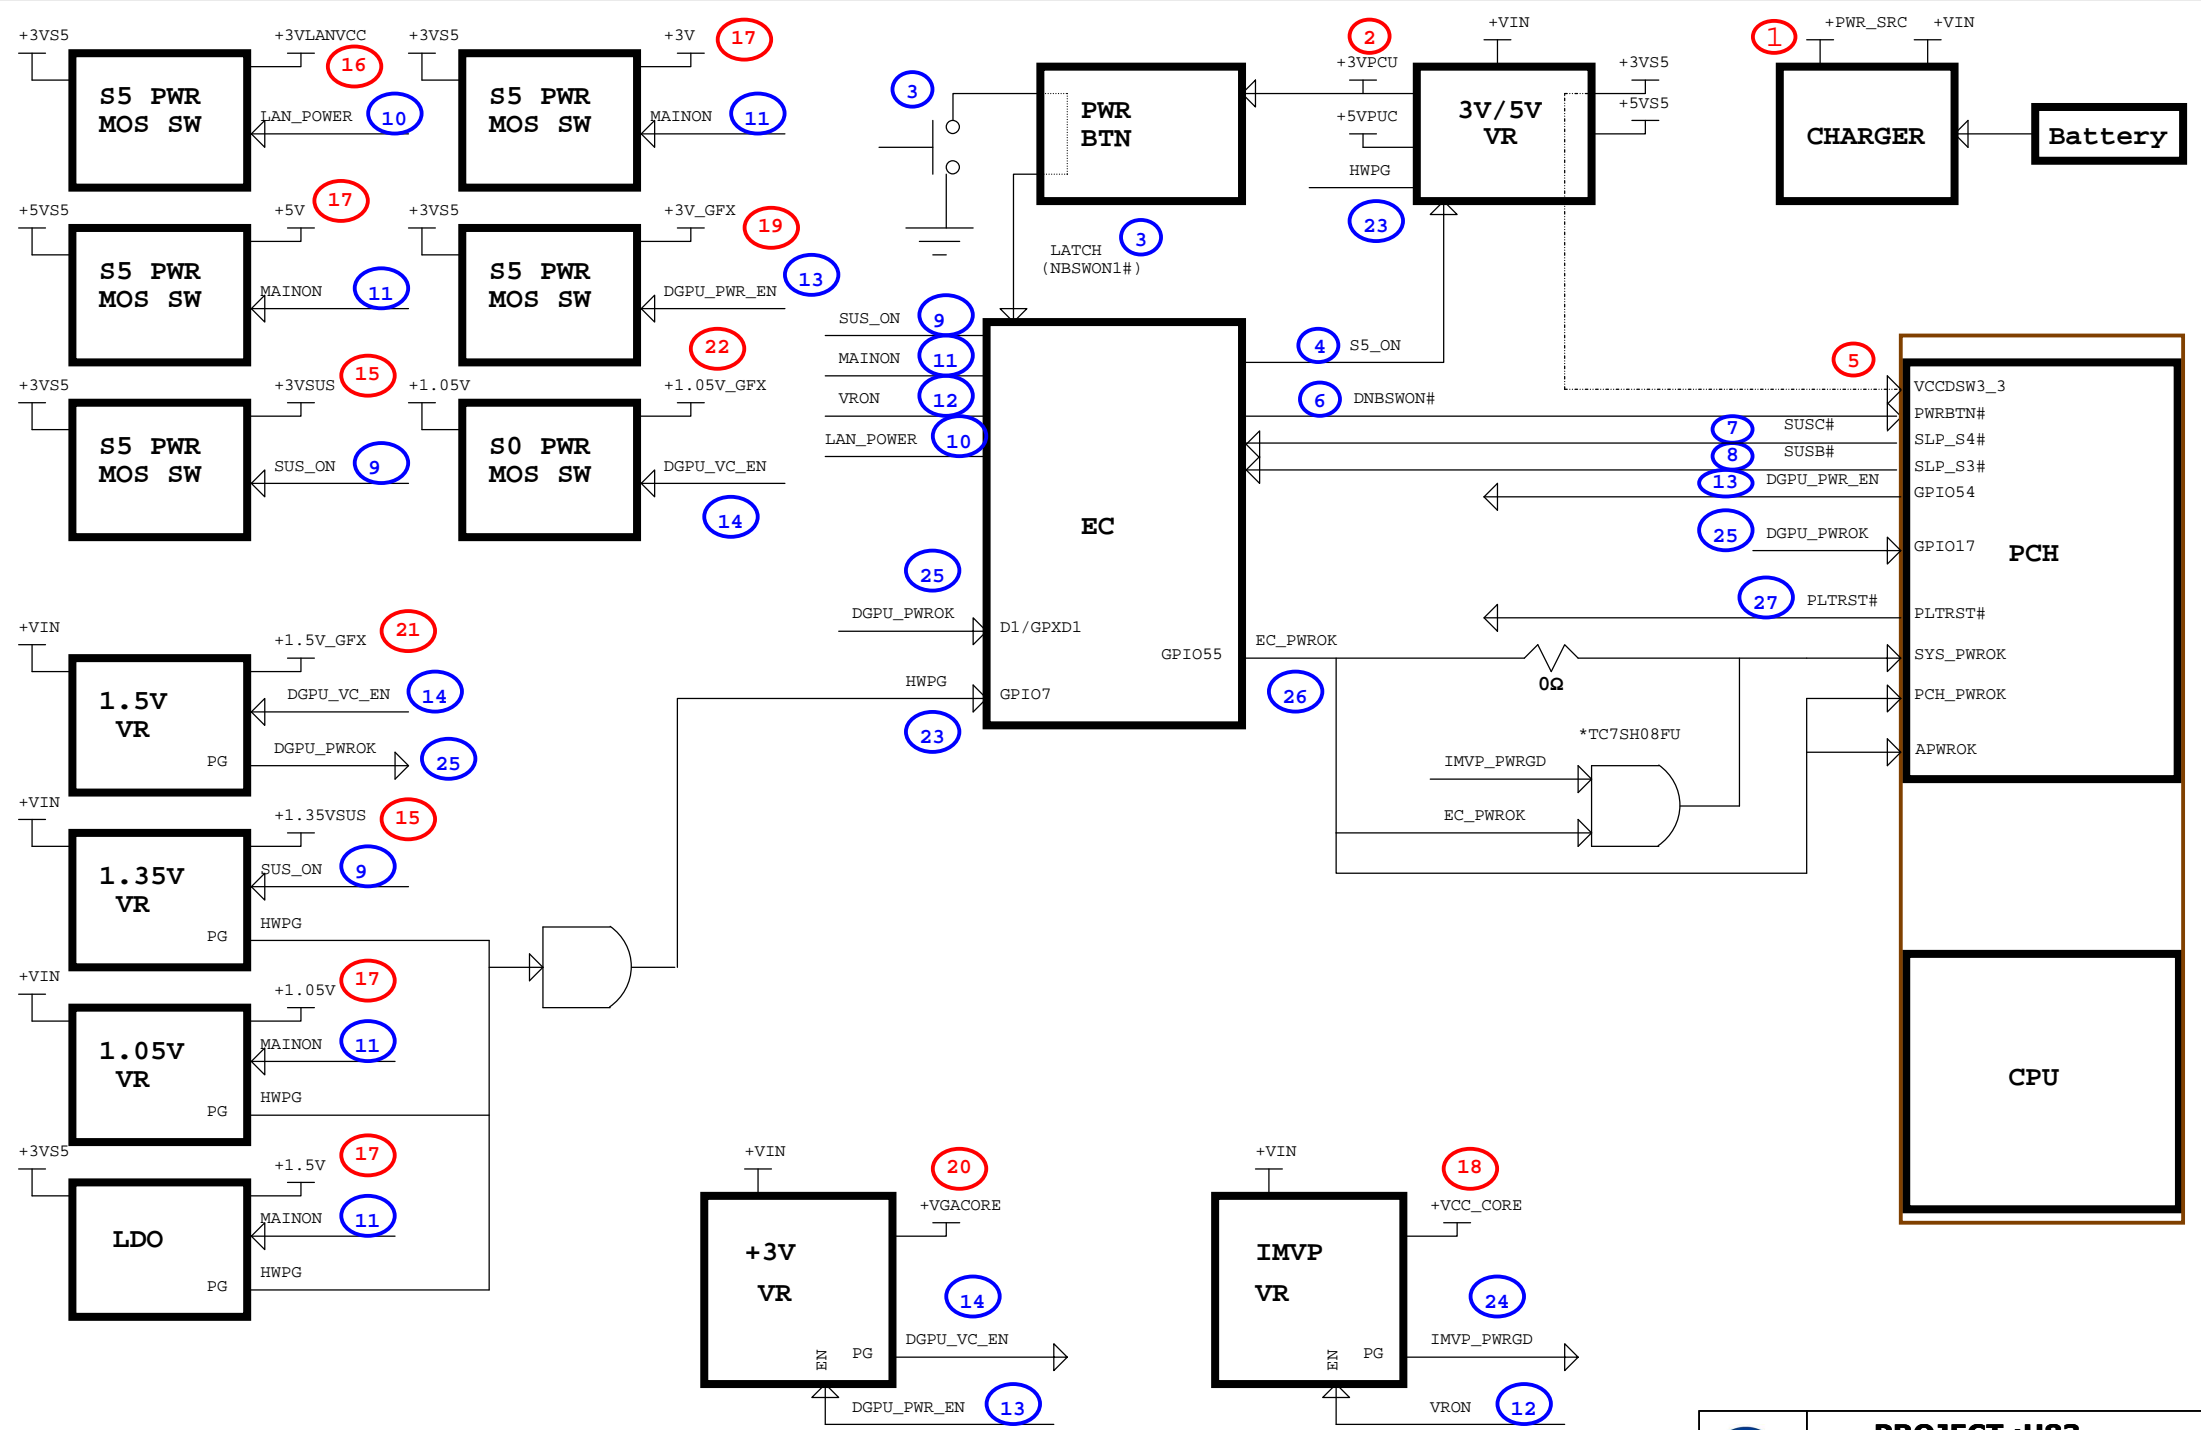 +3VS5
+3VLANVCC
16
S5 PWR
MOS SW
LAN_POWER
10
+3VS5
+3V
17
S5 PWR
MOS SW
MAINON
11
+5VS5
+5V
17
S5 PWR
MOS SW
MAINON
11
+3VS5
+3V_GFX
19
S5 PWR
MOS SW
DGPU_PWR_EN
13
+3VS5
+3VSUS
15
S5 PWR
MOS SW
SUS_ON
9
+1.05V
+1.05V_GFX
22
S0 PWR
MOS SW
DGPU_VC_EN
14
3
PWR
BTN
LATCH
(NBSWON1#)
3
2
+3VPCU
+5VPUC
HWPG
23
+VIN
3V/5V
VR
+3VS5
+5VS5
1
+PWR_SRC
+VIN
CHARGER
Battery
SUS_ON
9
MAINON
11
VRON
12
LAN_POWER
10
EC
25
DGPU_PWROK
D1/GPXD1
HWPG
23
GPIO7
GPIO55
EC_PWROK
26
4
S5_ON
6
DNBSWON#
5
7
SUSC#
8
SUSB#
13
DGPU_PWR_EN
25
DGPU_PWROK
27
PLTRST#
VCCDSW3_3
PWRBTN#
SLP_S4#
SLP_S3#
GPIO54
GPIO17
PCH
PLTRST#
SYS_PWROK
PCH_PWROK
APWROK
0Ω
*TC7SH08FU
IMVP_PWRGD
EC_PWROK
CPU
+VIN
+1.5V_GFX
21
1.5V
VR
DGPU_VC_EN
14
PG
DGPU_PWROK
25
+VIN
+1.35VSUS
15
1.35V
VR
SUS_ON
9
PG
HWPG
+VIN
+1.05V
17
1.05V
VR
MAINON
11
PG
HWPG
+3VS5
+1.5V
17
LDO
MAINON
11
PG
HWPG
+VIN
20
+VGACORE
+3V
VR
14
DGPU_VC_EN
EN
PG
DGPU_PWR_EN
13
+VIN
18
+VCC_CORE
IMVP
VR
24
IMVP_PWRGD
EN
PG
VRON
12